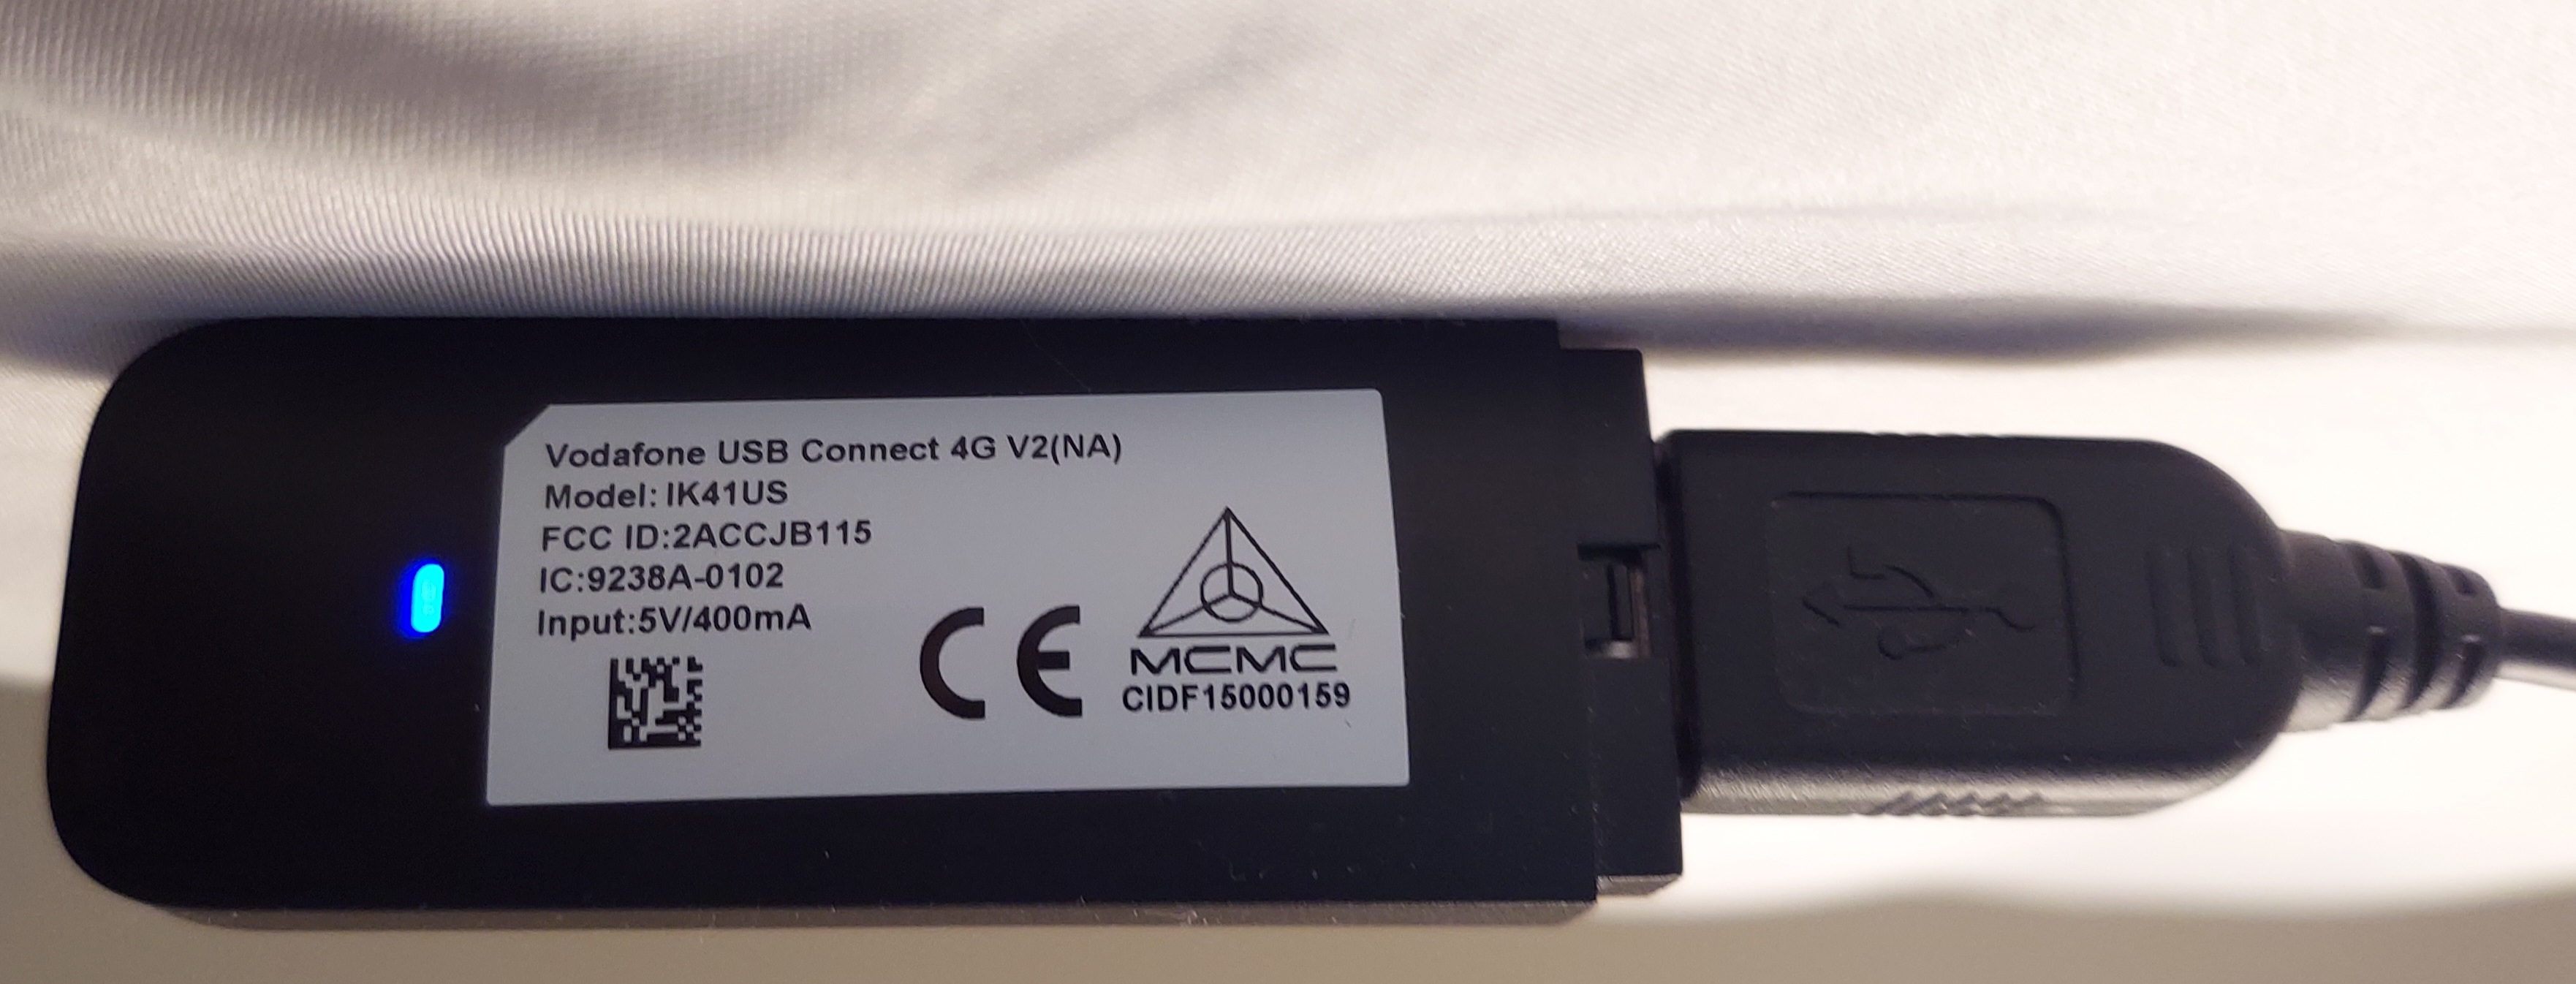 Vodafone USB Connect 4G V2(NA)
Model: IK41US
FCC ID:2ACCJB115
IC:9238A-0102
Input:5V/400mA
CE
MCMC
CIDF15000159